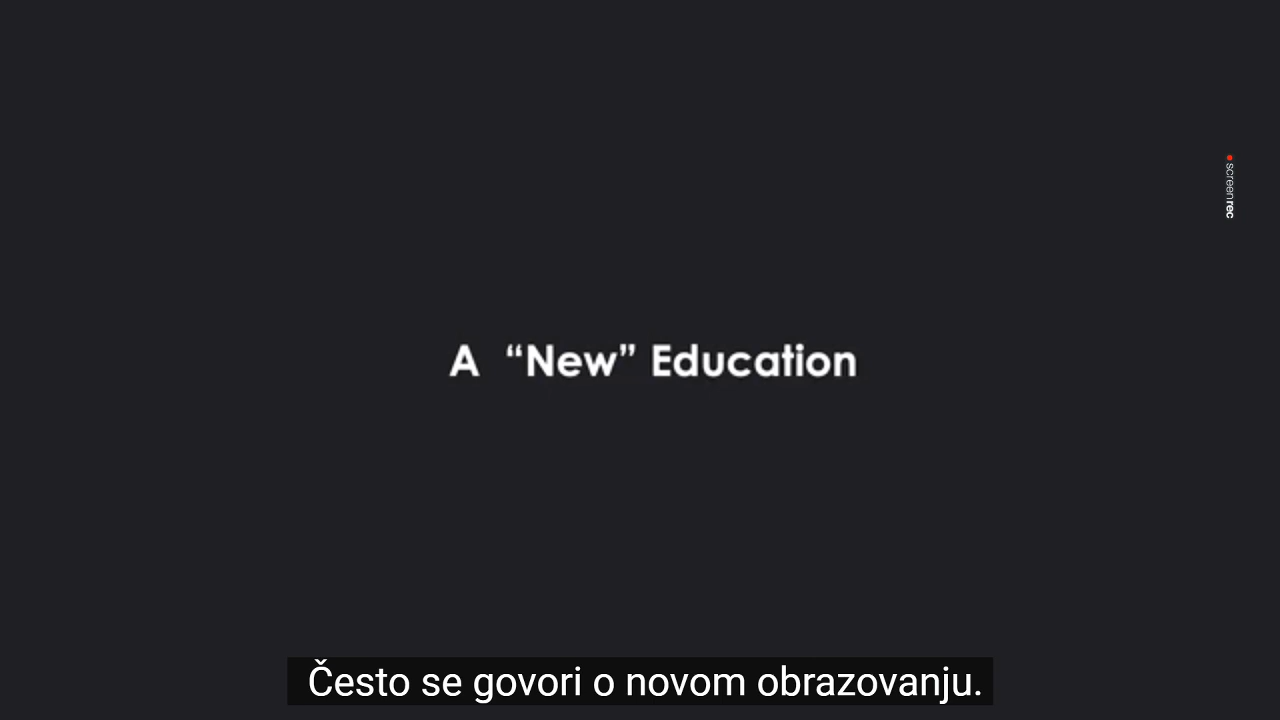 screenrec
A “New” Education
Često se govori o novom obrazovanju.